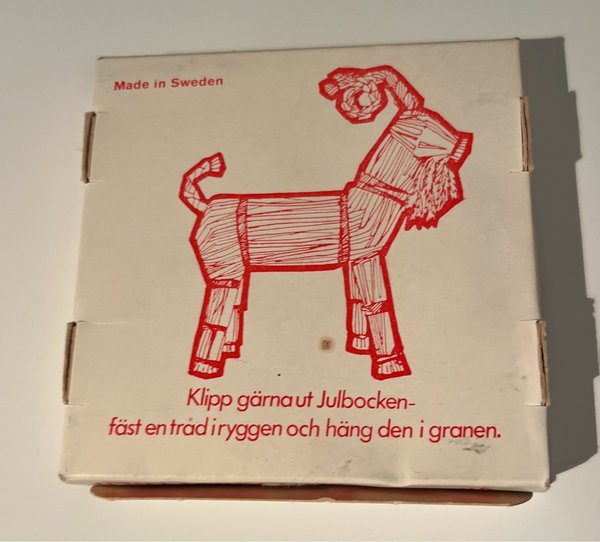 Made in Sweden
Klipp gärna ut Julbocken-
fäst en tråd i ryggen och häng den i granen.